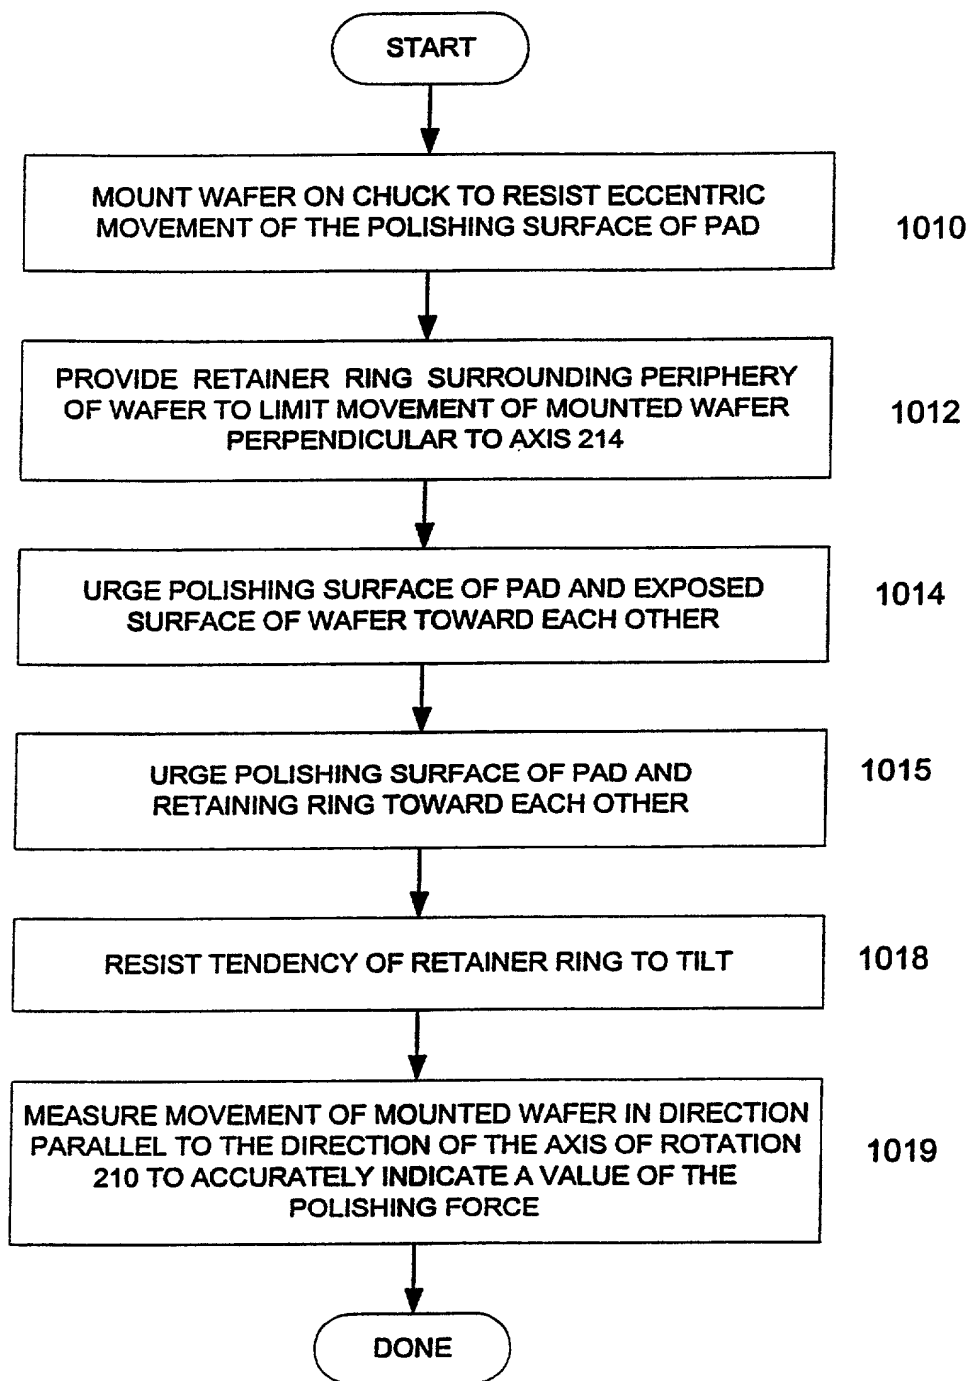 START
MOUNT WAFER ON CHUCK TO RESIST ECCENTRIC
MOVEMENT OF THE POLISHING SURFACE OF PAD
1010
PROVIDE RETAINER RING SURROUNDING PERIPHERY
OF WAFER TO LIMIT MOVEMENT OF MOUNTED WAFER
PERPENDICULAR TO AXIS 214
1012
URGE POLISHING SURFACE OF PAD AND EXPOSED
SURFACE OF WAFER TOWARD EACH OTHER
1014
URGE POLISHING SURFACE OF PAD AND
RETAINING RING TOWARD EACH OTHER
1015
RESIST TENDENCY OF RETAINER RING TO TILT
1018
MEASURE MOVEMENT OF MOUNTED WAFER IN DIRECTION
PARALLEL TO THE DIRECTION OF THE AXIS OF ROTATION
210 TO ACCURATELY INDICATE A VALUE OF THE
POLISHING FORCE
1019
DONE